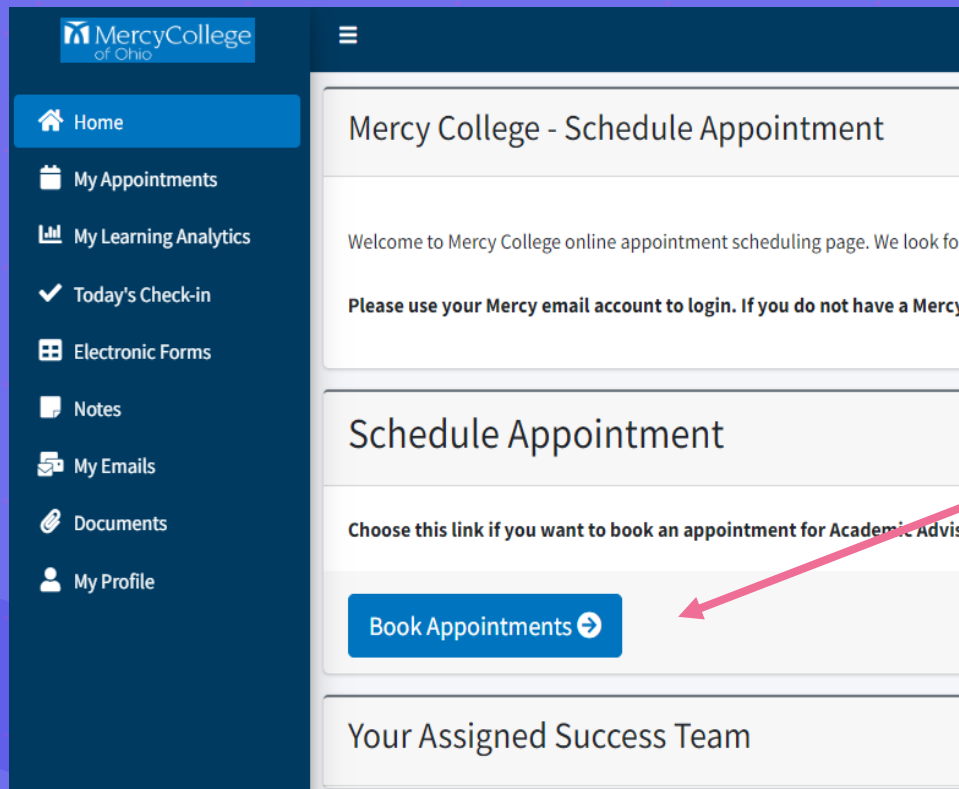 MercyCollege
of Ohio
Home
My Appointments
My Learning Analytics
Today's Check-in
Electronic Forms
Notes
My Emails
Documents
My Profile
Mercy College - Schedule Appointment
Welcome to Mercy College online appointment scheduling page. We look fo
Please use your Mercy email account to login. If you do not have a Mercy
Schedule Appointment
Choose this link if you want to book an appointment for Academic Advis
Book Appointments
Your Assigned Success Team